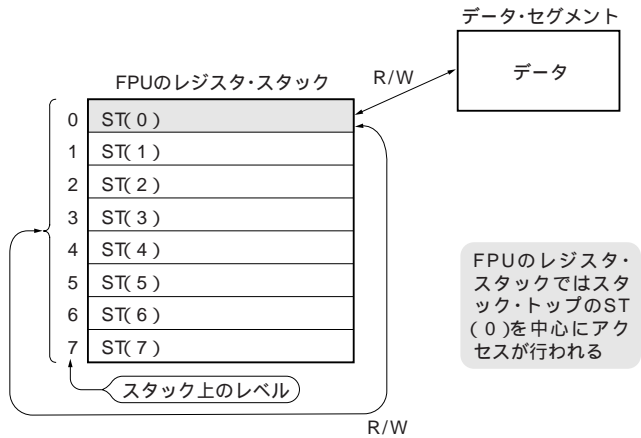 データ・セグメント
データ
R/W
FPUのレジスタ・スタック
0 ST(0)
1 ST(1)
2 ST(2)
3 ST(3)
4 ST(4)
5 ST(5)
6 ST(6)
7 ST(7)
スタック上のレベル
R/W
FPUのレジスタ・
スタックではスタ
ック・トップのST
(0)を中心にアク
セスが行われる